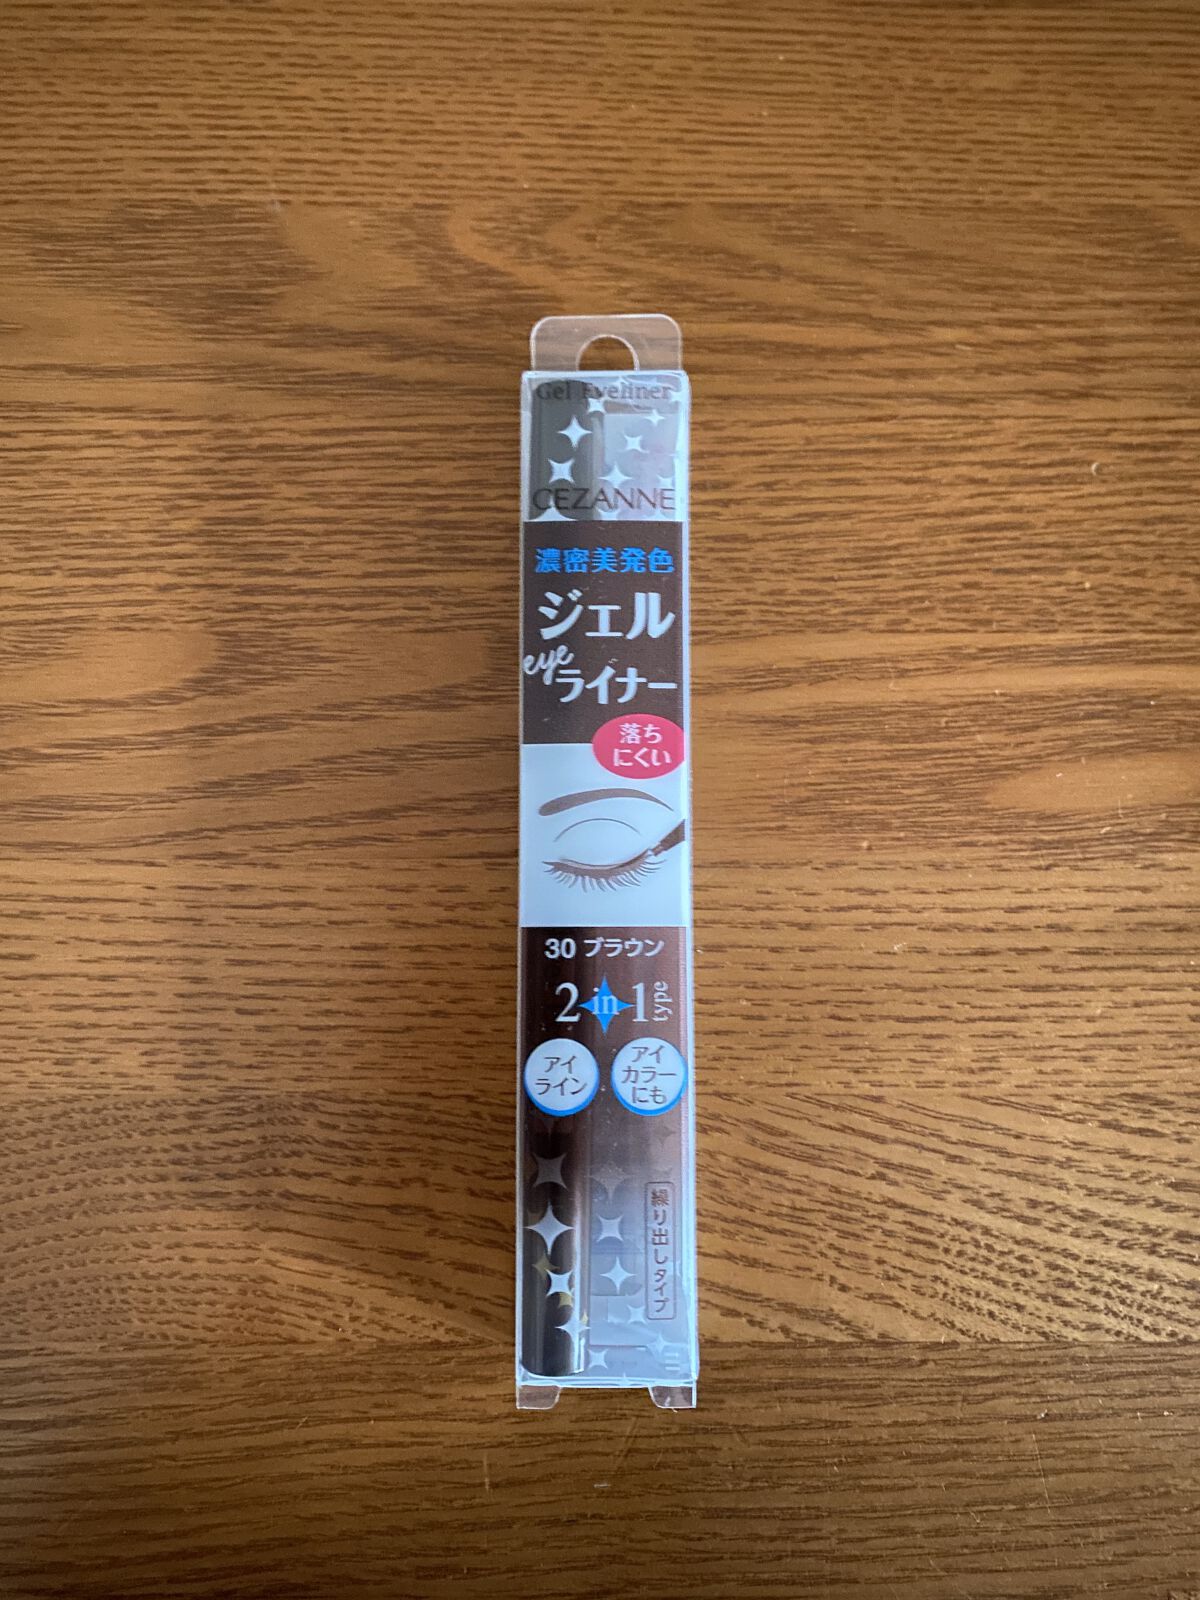 Gel Eyeliner
CEZANNE
濃密美発色
ジェル
eye
ライナー
落ち
にくい
30 ブラウン
2 in 1 type
アイ
ライン
アイ
カラー
にも
繰り出しタイプ